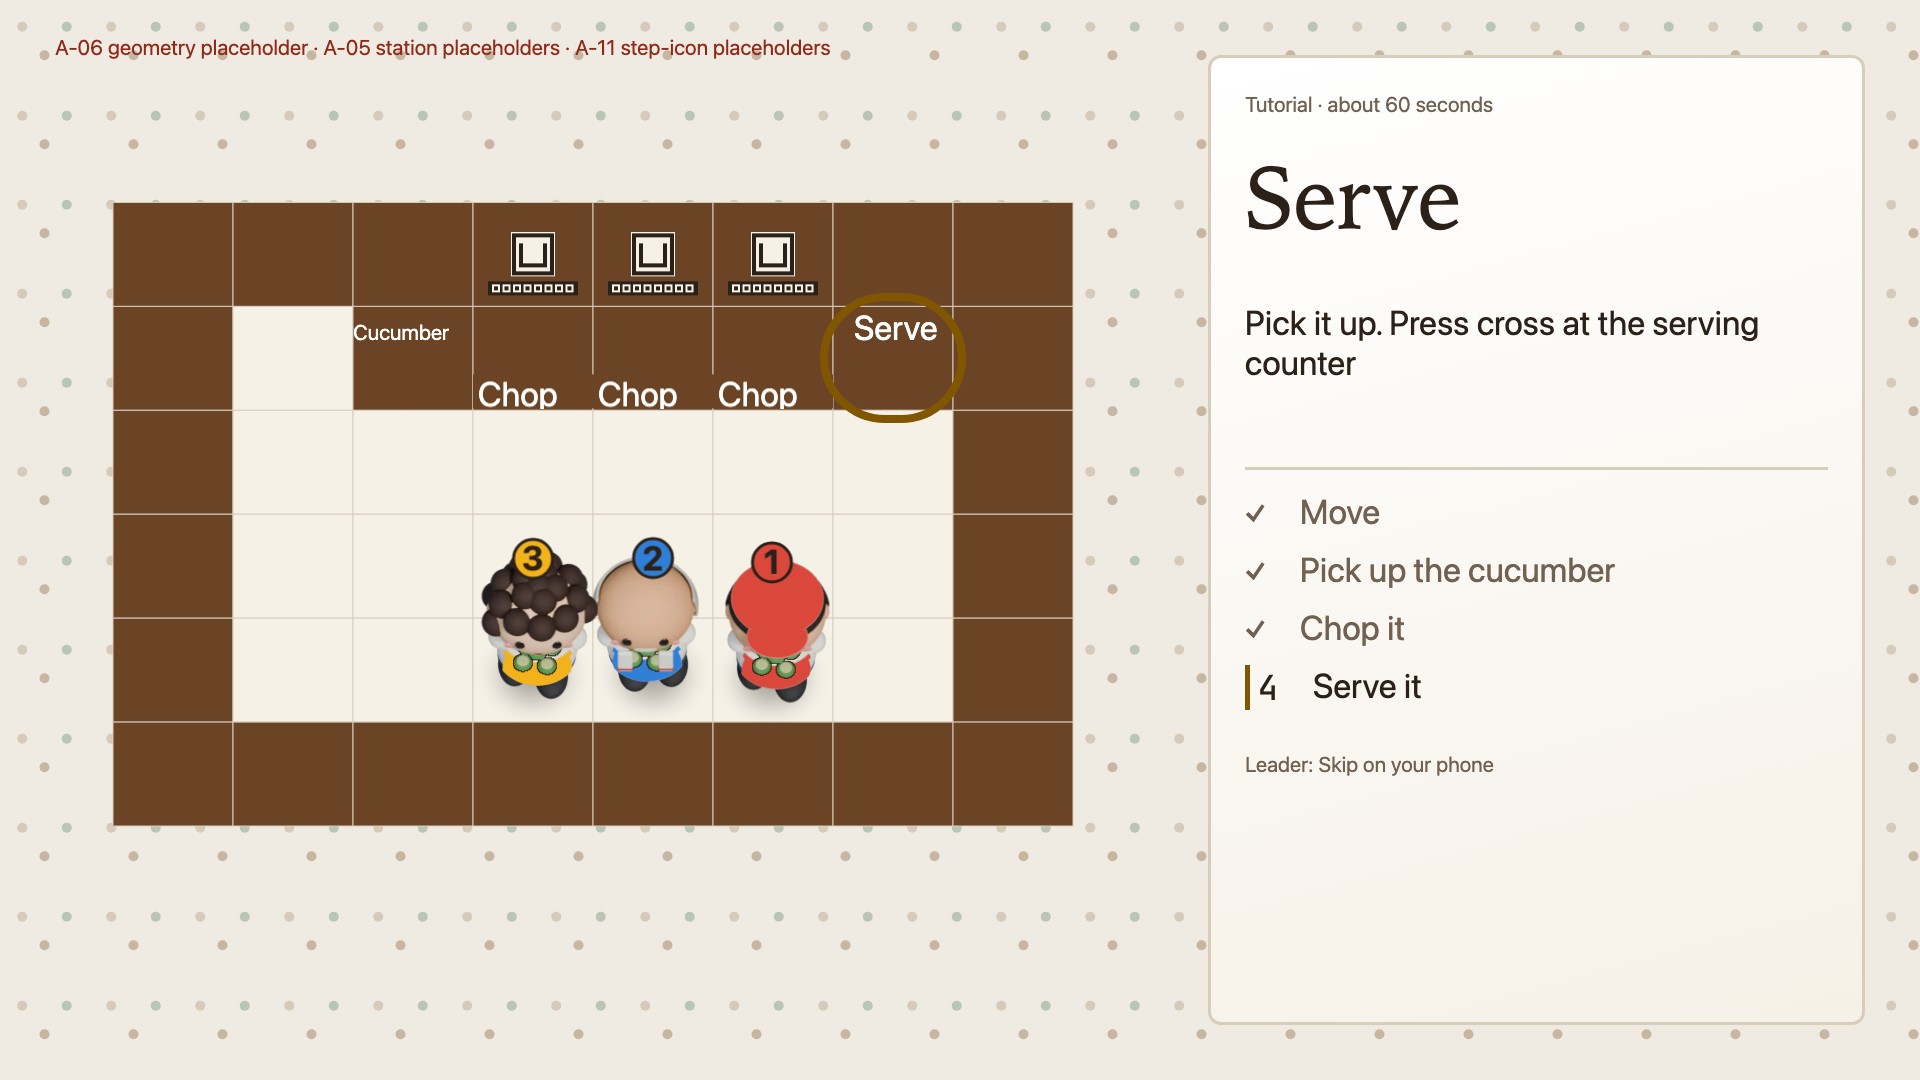 A-06 geometry placeholder · A-05 station placeholders · A-11 step-icon placeholders
Tutorial · about 60 seconds
Serve
Pick it up. Press cross at the serving
counter
Cucumber
Serve
Chop
Chop
Chop
3
2
1
Move
Pick up the cucumber
Chop it
4 Serve it
Leader: Skip on your phone